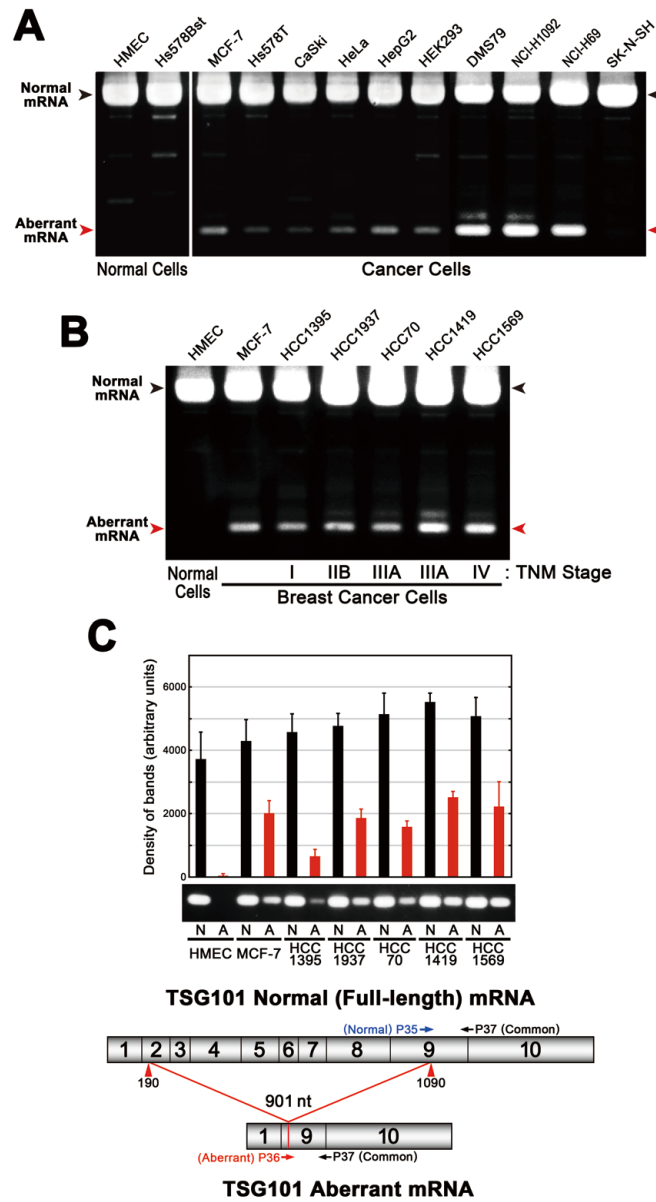 A
HMEC Hs578Bst MCF-7 Hs578T CaSki HeLa HepG2 HEK293 DMS79 NCI-H1092 NCI-H69 SK-N-SH
Normal
mRNA
Aberrant
mRNA
Normal Cells Cancer Cells
B
HMEC MCF-7 HCC1395 HCC1937 HCC70 HCC1419 HCC1569
Normal
mRNA
Aberrant
mRNA
I IIB IIIA IIIA IV : TNM Stage
Normal
Cells
Breast Cancer Cells
C
Density of bands (arbitrary units)
6000
4000
2000
0
N A N A N A N A N A N A N A
HMEC MCF-7 HCC HCC HCC HCC HCC
1395 1937 70 1419 1569
TSG101 Normal (Full-length) mRNA
(Normal) P35 P37 (Common)
1 2 3 4 5 6 7 8 9 10
190 1090
901 nt
1 9 10
(Aberrant) P36 P37 (Common)
TSG101 Aberrant mRNA